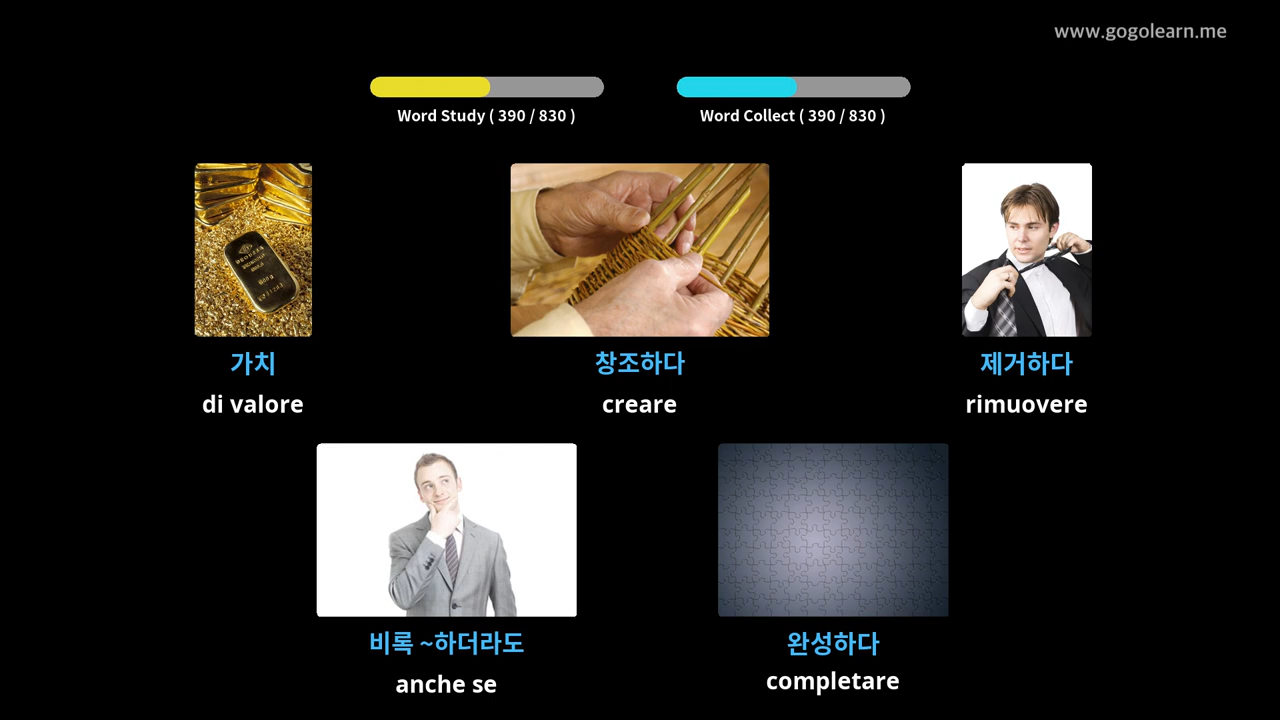 www.gogolearn.me
Word Study ( 390 / 830 )
Word Collect ( 390 / 830 )
가치
di valore
창조하다
creare
제거하다
rimuovere
비록 ~하더라도
anche se
완성하다
completare